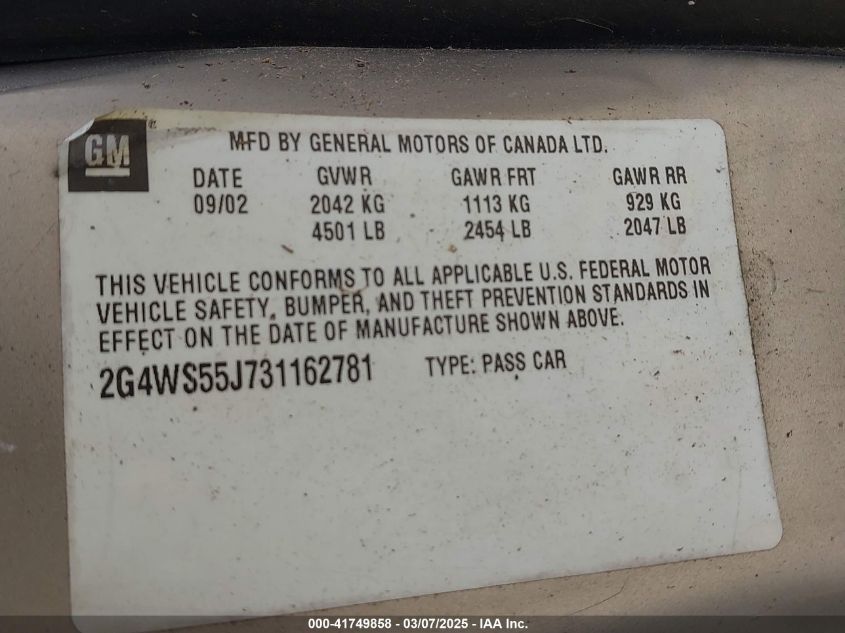 GM
MFD BY GENERAL MOTORS OF CANADA LTD.
DATE GVWR GAWR FRT GAWR RR
09/02 2042 KG 1113 KG 929 KG
4501 LB 2454 LB 2047 LB
THIS VEHICLE CONFORMS TO ALL APPLICABLE U.S. FEDERAL MOTOR
VEHICLE SAFETY, BUMPER, AND THEFT PREVENTION STANDARDS IN
EFFECT ON THE DATE OF MANUFACTURE SHOWN ABOVE.
2G4WS55J731162781 TYPE: PASS CAR
000-41749858 - 03/07/2025 - IAA Inc.